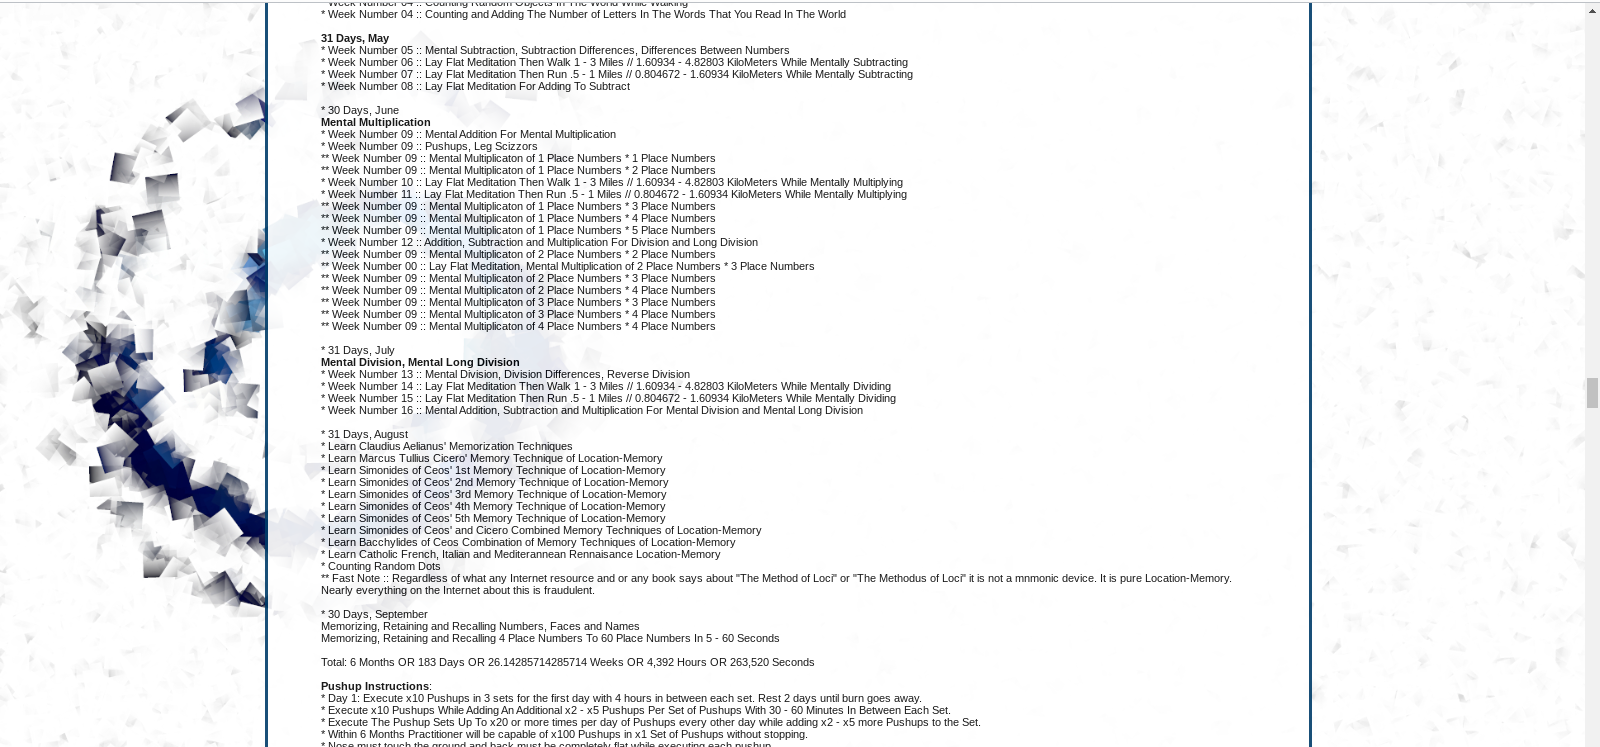 * Week Number 04 :: Counting Random Objects In The World While Walking
* Week Number 04 :: Counting and Adding The Number of Letters In The Words That You Read In The World
31 Days, May
* Week Number 05 :: Mental Subtraction, Subtraction Differences, Differences Between Numbers
* Week Number 06 :: Lay Flat Meditation Then Walk 1 - 3 Miles // 1.60934 - 4.82803 KiloMeters While Mentally Subtracting
* Week Number 07 :: Lay Flat Meditation Then Run .5 - 1 Miles // 0.804672 - 1.60934 KiloMeters While Mentally Subtracting
* Week Number 08 :: Lay Flat Meditation For Adding To Subtract
* 30 Days, June
Mental Multiplication
* Week Number 09 :: Mental Addition For Mental Multiplication
* Week Number 09 :: Pushups, Leg Scizzors
** Week Number 09 :: Mental Multiplicaton of 1 Place Numbers * 1 Place Numbers
** Week Number 09 :: Mental Multiplicaton of 1 Place Numbers * 2 Place Numbers
* Week Number 10 :: Lay Flat Meditation Then Walk 1 - 3 Miles // 1.60934 - 4.82803 KiloMeters While Mentally Multiplying
* Week Number 11 :: Lay Flat Meditation Then Run .5 - 1 Miles // 0.804672 - 1.60934 KiloMeters While Mentally Multiplying
** Week Number 09 :: Mental Multiplicaton of 1 Place Numbers * 3 Place Numbers
** Week Number 09 :: Mental Multiplicaton of 1 Place Numbers * 4 Place Numbers
** Week Number 09 :: Mental Multiplicaton of 1 Place Numbers * 5 Place Numbers
* Week Number 12 :: Addition, Subtraction and Multiplication For Division and Long Division
** Week Number 09 :: Mental Multiplicaton of 2 Place Numbers * 2 Place Numbers
** Week Number 00 :: Lay Flat Meditation, Mental Multiplication of 2 Place Numbers * 3 Place Numbers
** Week Number 09 :: Mental Multiplicaton of 2 Place Numbers * 3 Place Numbers
** Week Number 09 :: Mental Multiplicaton of 2 Place Numbers * 4 Place Numbers
** Week Number 09 :: Mental Multiplicaton of 3 Place Numbers * 3 Place Numbers
** Week Number 09 :: Mental Multiplicaton of 3 Place Numbers * 4 Place Numbers
** Week Number 09 :: Mental Multiplicaton of 4 Place Numbers * 4 Place Numbers
* 31 Days, July
Mental Division, Mental Long Division
* Week Number 13 :: Mental Division, Division Differences, Reverse Division
* Week Number 14 :: Lay Flat Meditation Then Walk 1 - 3 Miles // 1.60934 - 4.82803 KiloMeters While Mentally Dividing
* Week Number 15 :: Lay Flat Meditation Then Run .5 - 1 Miles // 0.804672 - 1.60934 KiloMeters While Mentally Dividing
* Week Number 16 :: Mental Addition, Subtraction and Multiplication For Mental Division and Mental Long Division
* 31 Days, August
* Learn Claudius Aelianus' Memorization Techniques
* Learn Marcus Tullius Cicero' Memory Technique of Location-Memory
* Learn Simonides of Ceos' 1st Memory Technique of Location-Memory
* Learn Simonides of Ceos' 2nd Memory Technique of Location-Memory
* Learn Simonides of Ceos' 3rd Memory Technique of Location-Memory
* Learn Simonides of Ceos' 4th Memory Technique of Location-Memory
* Learn Simonides of Ceos' 5th Memory Technique of Location-Memory
* Learn Simonides of Ceos' and Cicero Combined Memory Techniques of Location-Memory
* Learn Bacchylides of Ceos Combination of Memory Techniques of Location-Memory
* Learn Catholic French, Italian and Mediterannean Rennaisance Location-Memory
* Counting Random Dots
** Fast Note :: Regardless of what any Internet resource and or any book says about "The Method of Loci" or "The Methodus of Loci" it is not a mnmonic device. It is pure Location-Memory.
Nearly everything on the Internet about this is fraudulent.
* 30 Days, September
Memorizing, Retaining and Recalling Numbers, Faces and Names
Memorizing, Retaining and Recalling 4 Place Numbers To 60 Place Numbers In 5 - 60 Seconds
Total: 6 Months OR 183 Days OR 26.14285714285714 Weeks OR 4,392 Hours OR 263,520 Seconds
Pushup Instructions:
* Day 1: Execute x10 Pushups in 3 sets for the first day with 4 hours in between each set. Rest 2 days until burn goes away.
* Execute x10 Pushups While Adding An Additional x2 - x5 Pushups Per Set of Pushups With 30 - 60 Minutes In Between Each Set.
* Execute The Pushup Sets Up To x20 or more times per day of Pushups every other day while adding x2 - x5 more Pushups to the Set.
* Within 6 Months Practitioner will be capable of x100 Pushups in x1 Set of Pushups without stopping.
* Nose must touch the ground and back must be completely flat while executing each pushup.